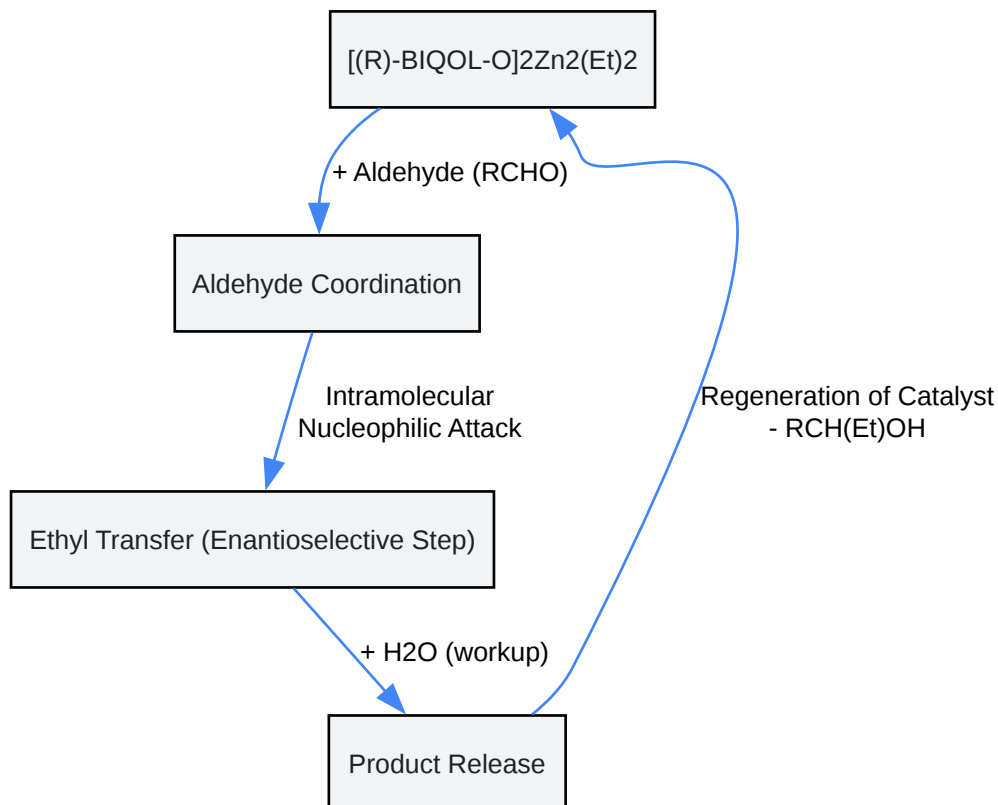 [(R)-BIQOL-O]2Zn2(Et)2
+ Aldehyde (RCHO)
Aldehyde Coordination
Intramolecular
Nucleophilic Attack
Regeneration of Catalyst
- RCH(Et)OH
Ethyl Transfer (Enantioselective Step)
+ H2O (workup)
Product Release